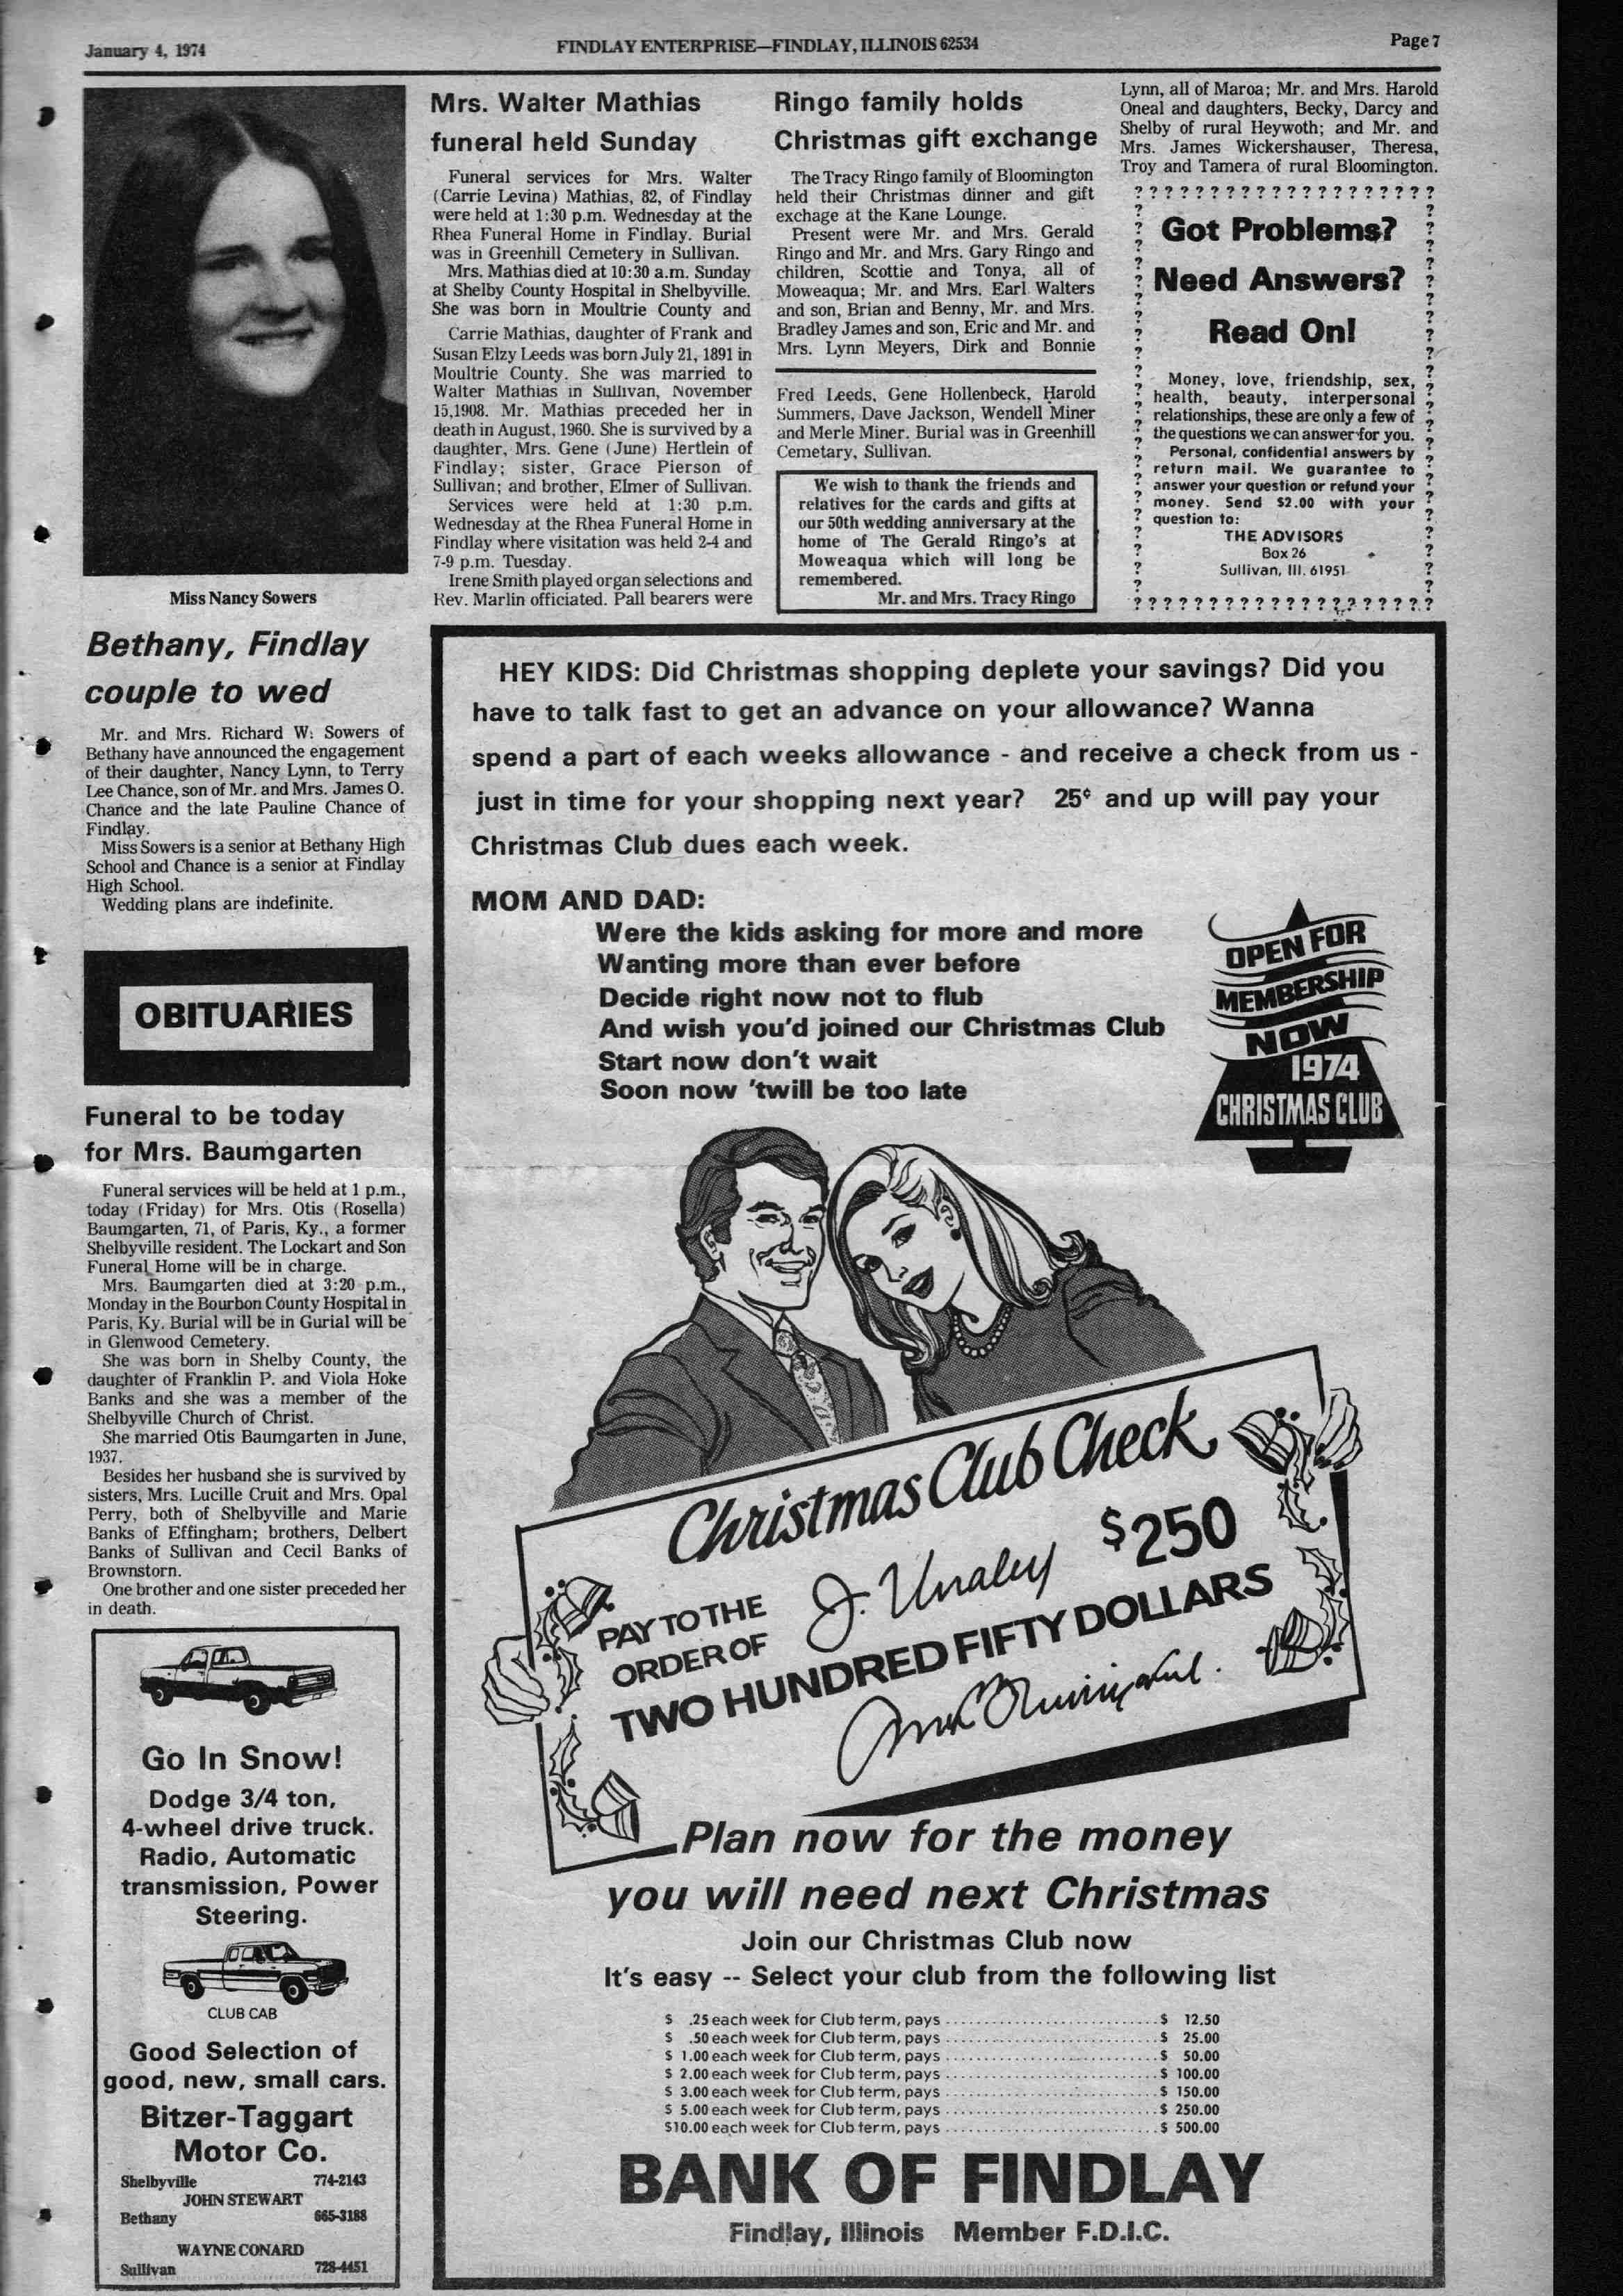 January 4, 1974
FINDLAY ENTERPRISE—FINDLAY, ILLINOIS 62534
Page 7
Miss Nancy Sowers
Bethany, Findlay
couple to wed
Mr. and Mrs. Richard W. Sowers of
Bethany have announced the engagement
of their daughter, Nancy Lynn, to Terry
Lee Chance, son of Mr. and Mrs. James O.
Chance and the late Pauline Chance of
Findlay.
Miss Sowers is a senior at Bethany High
School and Chance is a senior at Findlay
High School.
Wedding plans are indefinite.
OBITUARIES
Funeral to be today
for Mrs. Baumgarten
Funeral services will be held at 1 p.m.,
today (Friday) for Mrs. Otis (Rosella)
Baumgarten, 71, of Paris, Ky., a former
Shelbyville resident. The Lockart and Son
Funeral Home will be in charge.
Mrs. Baumgarten died at 3:20 p.m.,
Monday in the Bourbon County Hospital in
Paris, Ky. Burial will be in Gurial will be
in Glenwood Cemetery.
She was born in Shelby County, the
daughter of Franklin P. and Viola Hoke
Banks and she was a member of the
Shelbyville Church of Christ.
She married Otis Baumgarten in June,
1937.
Besides her husband she is survived by
sisters, Mrs. Lucille Cruit and Mrs. Opal
Perry, both of Shelbyville and Marie
Banks of Effingham; brothers, Delbert
Banks of Sullivan and Cecil Banks of
Brownstorn.
One brother and one sister preceded her
in death.
Go In Snow!
Dodge 3/4 ton,
4-wheel drive truck.
Radio, Automatic
transmission, Power
Steering.
CLUB CAB
Good Selection of
good, new, small cars.
Bitzer-Taggart
Motor Co.
Shelbyville 774-2143
JOHN STEWART
Bethany 665-3188
WAYNE CONARD
Sullivan 728-4451
Mrs. Walter Mathias
funeral held Sunday
Funeral services for Mrs. Walter
(Carrie Levina) Mathias, 82, of Findlay
were held at 1:30 p.m. Wednesday at the
Rhea Funeral Home in Findlay. Burial
was in Greenhill Cemetery in Sullivan.
Mrs. Mathias died at 10:30 a.m. Sunday
at Shelby County Hospital in Shelbyville.
She was born in Moultrie County and
Carrie Mathias, daughter of Frank and
Susan Elzy Leeds was born July 21, 1891 in
Moultrie County. She was married to
Walter Mathias in Sullivan, November
15,1908. Mr. Mathias preceded her in
death in August, 1960. She is survived by a
daughter, Mrs. Gene (June) Hertlein of
Findlay; sister, Grace Pierson of
Sullivan; and brother, Elmer of Sullivan.
Services were held at 1:30 p.m.
Wednesday at the Rhea Funeral Home in
Findlay where visitation was held 2-4 and
7-9 p.m. Tuesday.
Irene Smith played organ selections and
Rev. Marlin officiated. Pall bearers were
Fred Leeds, Gene Hollenbeck, Harold
Summers, Dave Jackson, Wendell Miner
and Merle Miner. Burial was in Greenhill
Cemetary, Sullivan.
Ringo family holds
Christmas gift exchange
The Tracy Ringo family of Bloomington
held their Christmas dinner and gift
exchage at the Kane Lounge.
Present were Mr. and Mrs. Gerald
Ringo and Mr. and Mrs. Gary Ringo and
children, Scottie and Tonya, all of
Moweaqua; Mr. and Mrs. Earl Walters
and son, Brian and Benny, Mr. and Mrs.
Bradley James and son, Eric and Mr. and
Mrs. Lynn Meyers, Dirk and Bonnie
Lynn, all of Maroa; Mr. and Mrs. Harold
Oneal and daughters, Becky, Darcy and
Shelby of rural Heywoth; and Mr. and
Mrs. James Wickershauser, Theresa,
Troy and Tamera of rural Bloomington.
We wish to thank the friends and
relatives for the cards and gifts at
our 50th wedding anniversary at the
home of The Gerald Ringo's at
Moweaqua which will long be
remembered.
Mr. and Mrs. Tracy Ringo
? ? ? ? ? ? ? ? ? ? ? ? ? ? ? ? ? ? ? ?
Got Problems?
Need Answers?
Read On!
Money, love, friendship, sex,
health, beauty, interpersonal
relationships, these are only a few of
the questions we can answer for you.
Personal, confidential answers by
return mail. We guarantee to
answer your question or refund your
money. Send $2.00 with your
question to:
THE ADVISORS
Box 26
Sullivan, Ill. 61951
? ? ? ? ? ? ? ? ? ? ? ? ? ? ? ? ? ? ? ?
HEY KIDS: Did Christmas shopping deplete your savings? Did you
have to talk fast to get an advance on your allowance? Wanna
spend a part of each weeks allowance - and receive a check from us -
just in time for your shopping next year? 25¢ and up will pay your
Christmas Club dues each week.
MOM AND DAD:
Were the kids asking for more and more
Wanting more than ever before
Decide right now not to flub
And wish you'd joined our Christmas Club
Start now don't wait
Soon now 'twill be too late
OPEN FOR
MEMBERSHIP
NOW
1974
CHRISTMAS CLUB
Christmas Club Check
$250
PAY TO THE
ORDER OF
TWO HUNDRED FIFTY DOLLARS
Plan now for the money
you will need next Christmas
Join our Christmas Club now
It's easy -- Select your club from the following list
$ .25 each week for Club term, pays ............................ $ 12.50
$ .50 each week for Club term, pays ............................ $ 25.00
$ 1.00 each week for Club term, pays ............................ $ 50.00
$ 2.00 each week for Club term, pays ............................ $ 100.00
$ 3.00 each week for Club term, pays ............................ $ 150.00
$ 5.00 each week for Club term, pays ............................ $ 250.00
$10.00 each week for Club term, pays ............................ $ 500.00
BANK OF FINDLAY
Findlay, Illinois Member F.D.I.C.